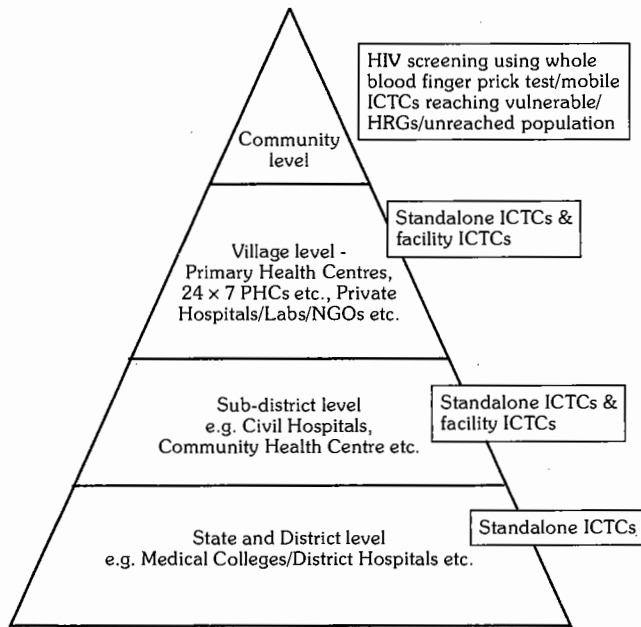 HIV screening using whole
blood finger prick test/mobile
ICTCs reaching vulnerable/
HRGs/unreached population
Community
level
Standalone ICTCs &
facility ICTCs
Village level -
Primary Health Centres,
24 × 7 PHCs etc., Private
Hospitals/Labs/NGOs etc.
Sub-district level
e.g. Civil Hospitals,
Community Health Centre etc.
Standalone ICTCs &
facility ICTCs
State and District level
e.g. Medical Colleges/District Hospitals etc.
Standalone ICTCs